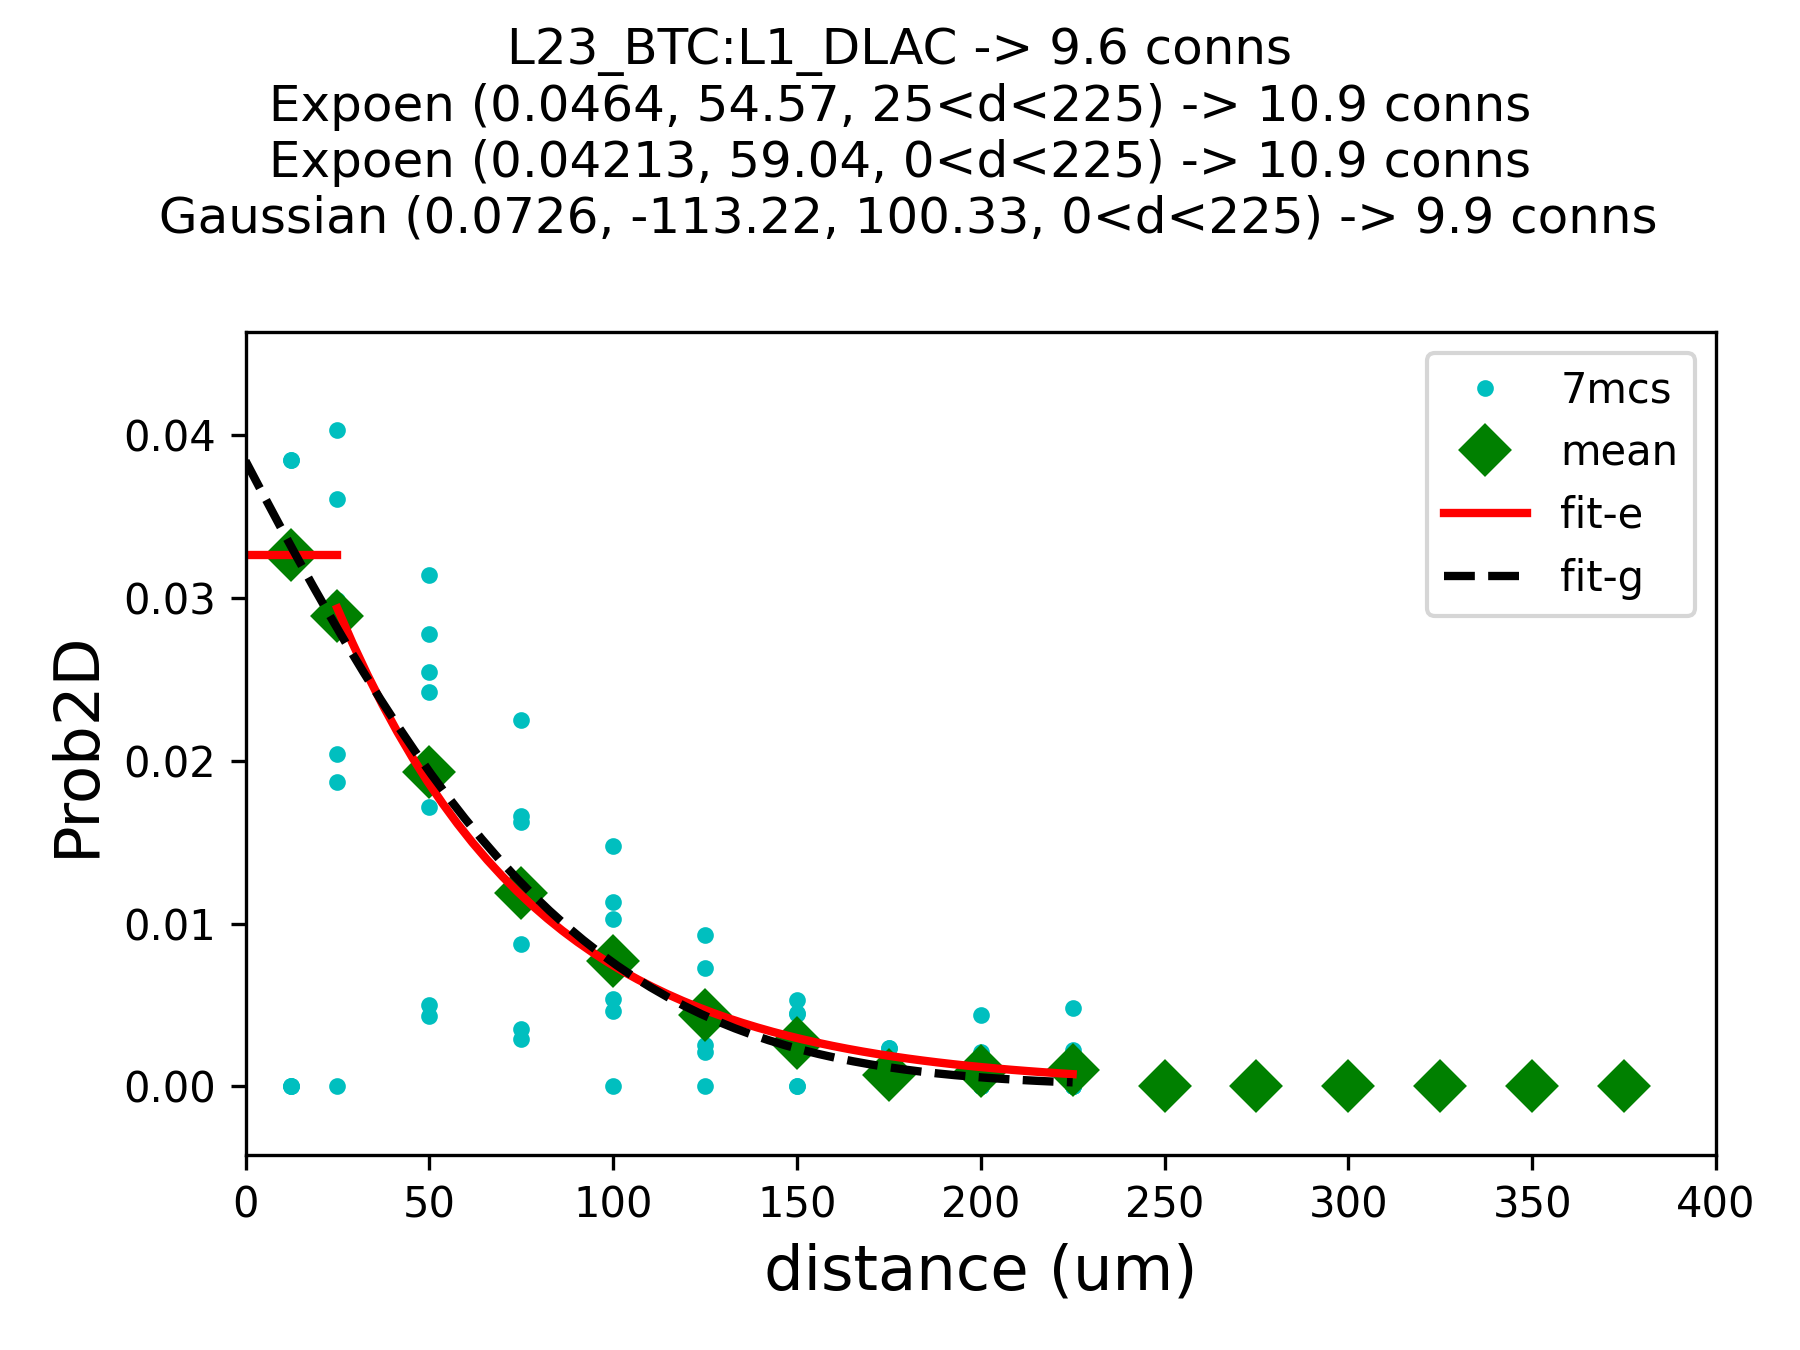 L23_BTC:L1_DLAC -> 9.6 conns
Expoen (0.0464, 54.57, 25<d<225) -> 10.9 conns
Expoen (0.04213, 59.04, 0<d<225) -> 10.9 conns
Gaussian (0.0726, -113.22, 100.33, 0<d<225) -> 9.9 conns
7mcs
mean
fit-e
fit-g
Prob2D
0.04
0.03
0.02
0.01
0.00
0 50 100 150 200 250 300 350 400
distance (um)